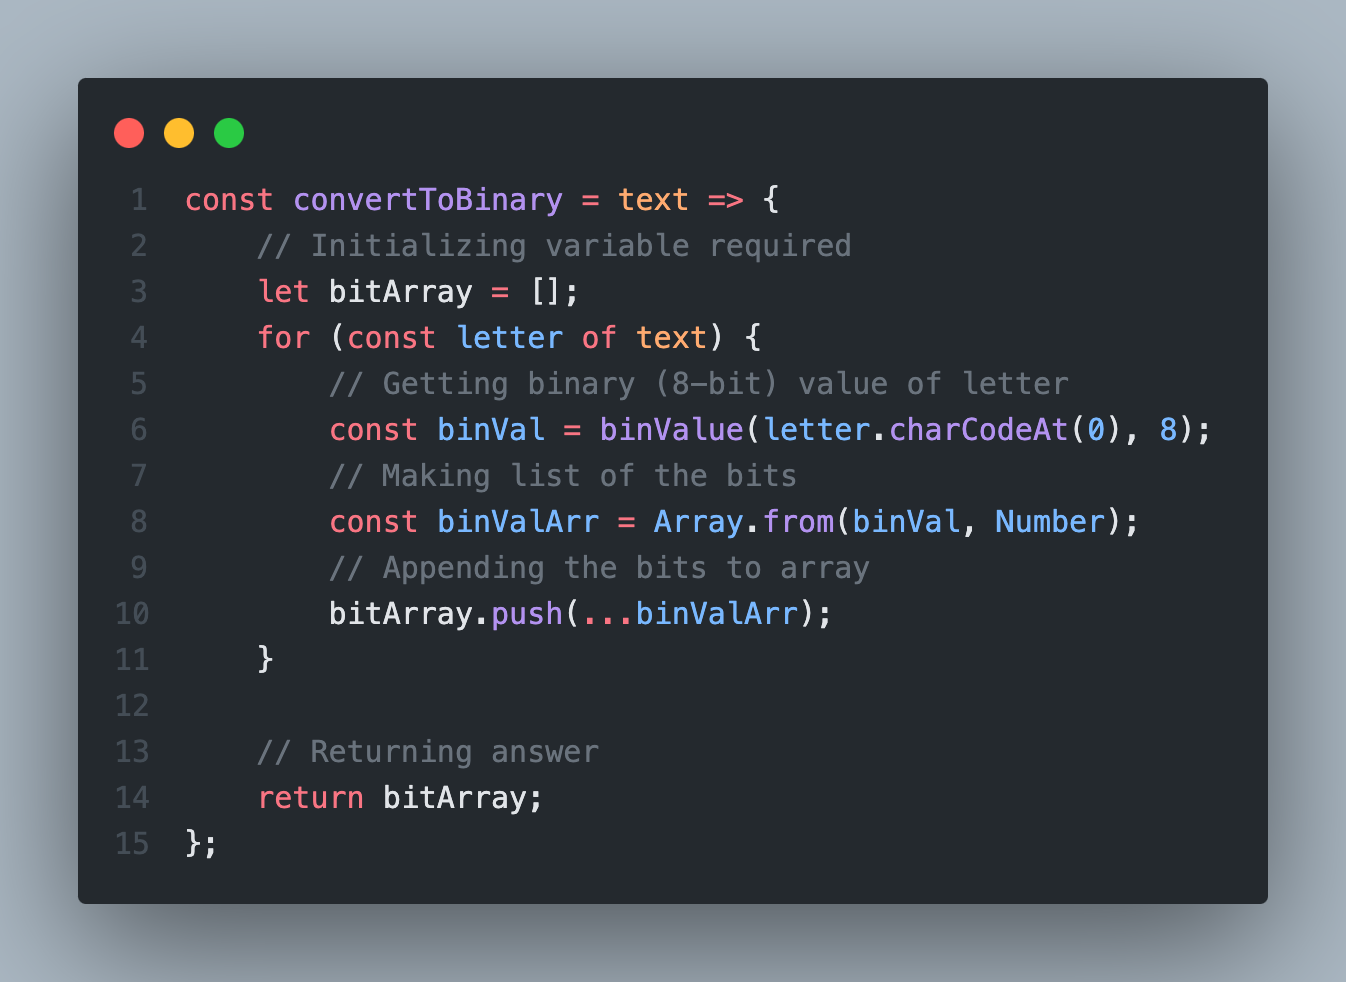 1 const convertToBinary = text => {
2     // Initializing variable required
3     let bitArray = [];
4     for (const letter of text) {
5         // Getting binary (8-bit) value of letter
6         const binVal = binValue(letter.charCodeAt(0), 8);
7         // Making list of the bits
8         const binValArr = Array.from(binVal, Number);
9         // Appending the bits to array
10         bitArray.push(...binValArr);
11     }
12
13     // Returning answer
14     return bitArray;
15 };